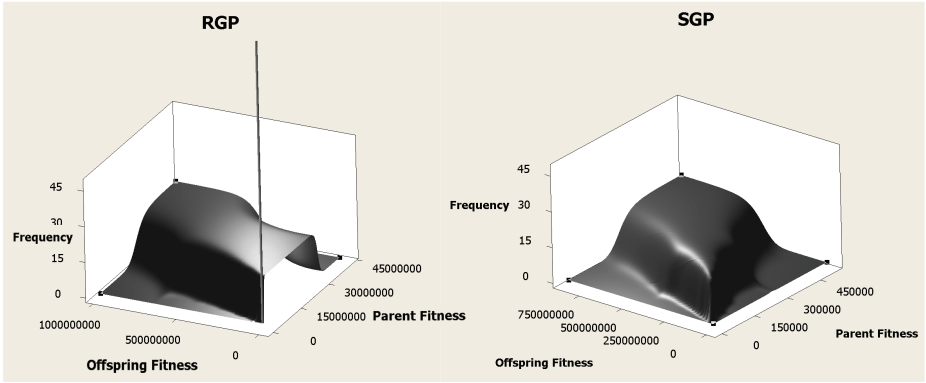 RGP
SGP
45
30
Frequency
15
0
1000000000
500000000
0
Offspring Fitness
45000000
30000000
15000000
Parent Fitness
0
45
Frequency
30
15
0
750000000
500000000
250000000
0
Offspring Fitness
450000
300000
150000
Parent Fitness
0